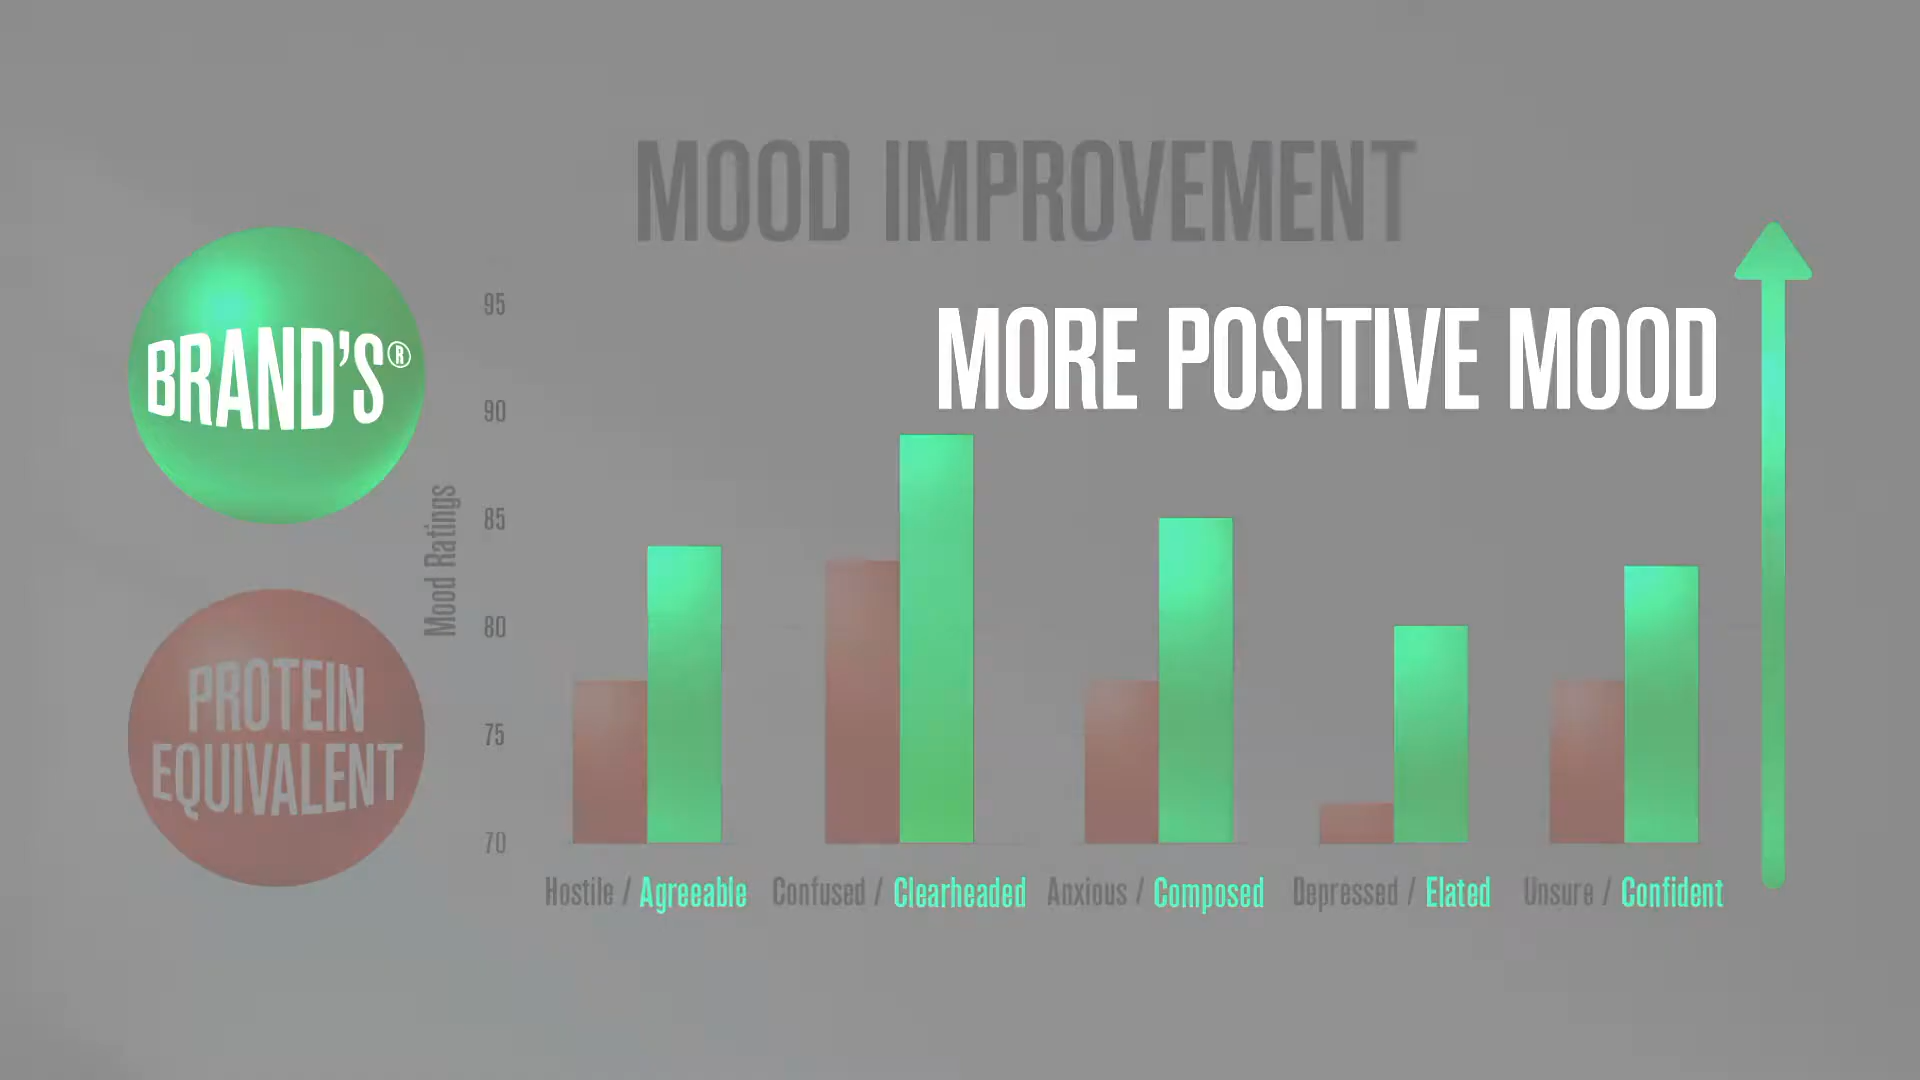 MOOD IMPROVEMENT
MORE POSITIVE MOOD
BRAND'S®
PROTEIN
EQUIVALENT
Mood Ratings
95
90
85
80
75
70
Hostile / Agreeable
Confused / Clearheaded
Anxious / Composed
Depressed / Elated
Unsure / Confident